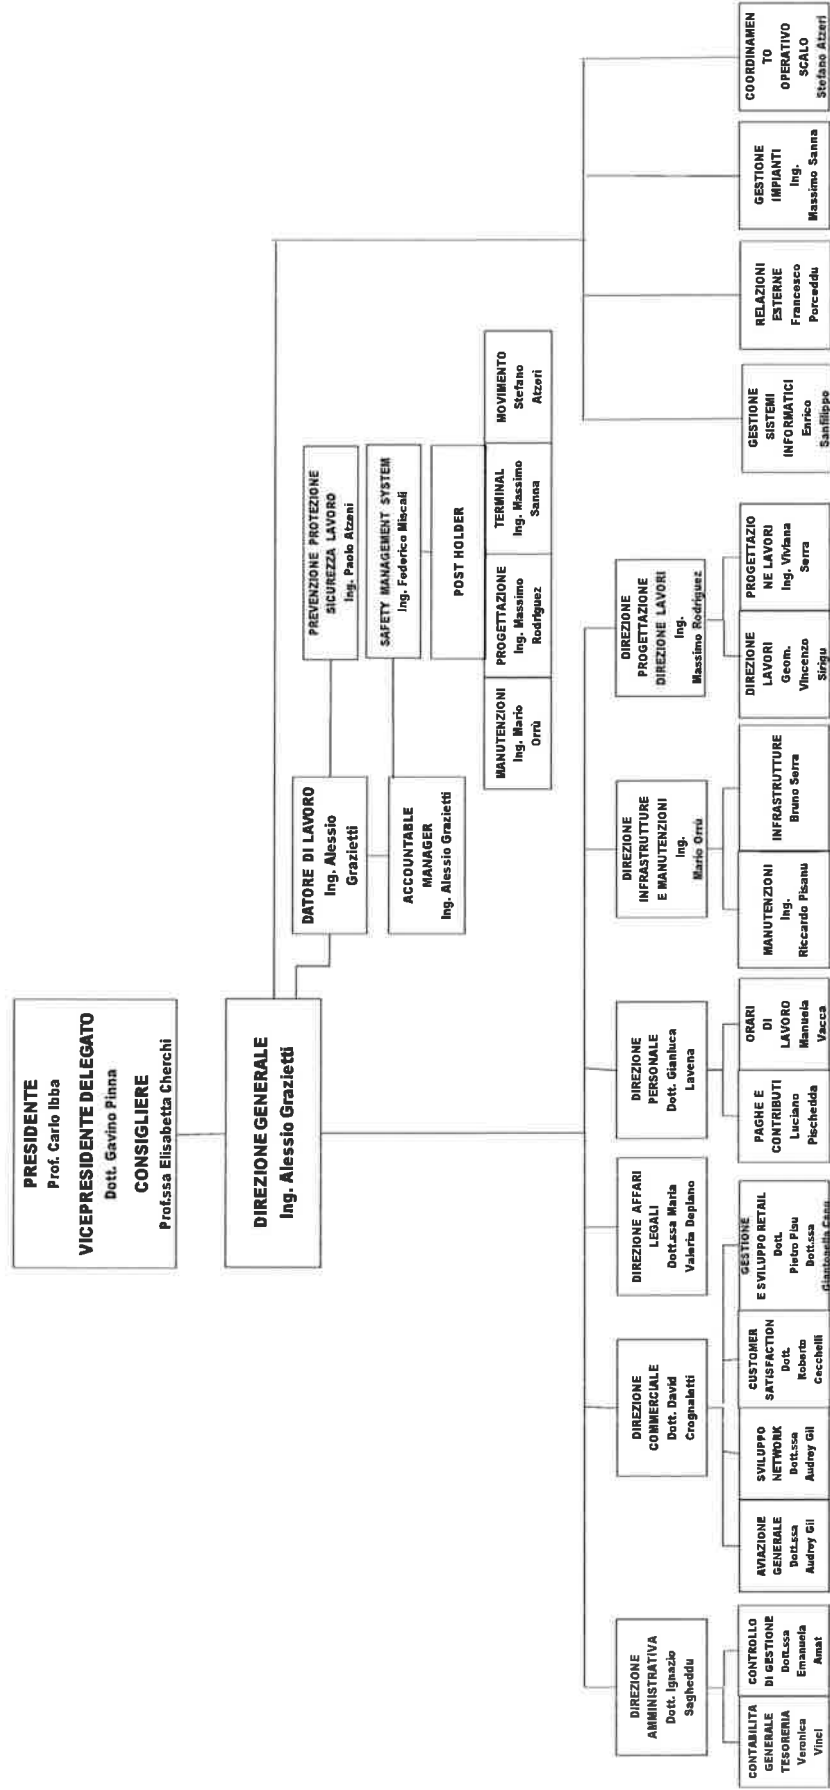 PRESIDENTE
Prof. Carlo Ibba
VICEPRESIDENTE DELEGATO
Dott. Gavino Pinna
CONSIGLIERE
Prof.ssa Elisabetta Cherchi
DIREZIONE GENERALE
Ing. Alessio Grazietti
DATORE DI LAVORO
Ing. Alessio
Grazietti
ACCOUNTABLE
MANAGER
Ing. Alessio Grazietti
PREVENZIONE PROTEZIONE
SICUREZZA LAVORO
Ing. Paolo Atzeni
SAFETY MANAGEMENT SYSTEM
Ing. Federico Miscali
POST HOLDER
MANUTENZIONI
Ing. Mario
Orrù
PROGETTAZIONE
Ing. Massimo
Rodriguez
TERMINAL
Ing. Massimo
Sanna
MOVIMENTO
Stefano
Atzeri
DIREZIONE
AMMINISTRATIVA
Dott. Ignazio
Sagheddu
DIREZIONE
COMMERCIALE
Dott. David
Crognaletti
DIREZIONE AFFARI
LEGALI
Dott.ssa Maria
Valeria Deplano
DIREZIONE
PERSONALE
Dott. Gianluca
Lavena
DIREZIONE
INFRASTRUTTURE
E MANUTENZIONI
Ing.
Mario Orrù
DIREZIONE
PROGETTAZIONE
DIREZIONE LAVORI
Ing.
Massimo Rodriguez
CONTABILITA
GENERALE
TESORERIA
Veronica
Vinci
CONTROLLO
DI GESTIONE
Dott.ssa
Emanuela
Amat
AVIAZIONE
GENERALE
Dott.ssa
Audrey Gil
SVILUPPO
NETWORK
Dott.ssa
Audrey Gil
CUSTOMER
SATISFACTION
Dott.
Roberto
Cecchelli
GESTIONE
E SVILUPPO RETAIL
Dott.
Pietro Pisu
Dott.ssa
Giantonella Canu
PAGHE E
CONTRIBUTI
Luciano
Pischedda
ORARI
DI
LAVORO
Manuela
Vacca
MANUTENZIONI
Ing.
Riccardo Pisanu
INFRASTRUTTURE
Bruno Serra
DIREZIONE
LAVORI
Geom.
Vincenzo
Sirigu
PROGETTAZIO
NE LAVORI
Ing. Viviana
Serra
GESTIONE
SISTEMI
INFORMATICI
Enrico
Sanfilippo
RELAZIONI
ESTERNE
Francesco
Porceddu
GESTIONE
IMPIANTI
Ing.
Massimo Sanna
COORDINAMEN
TO
OPERATIVO
SCALO
Stefano Atzeri